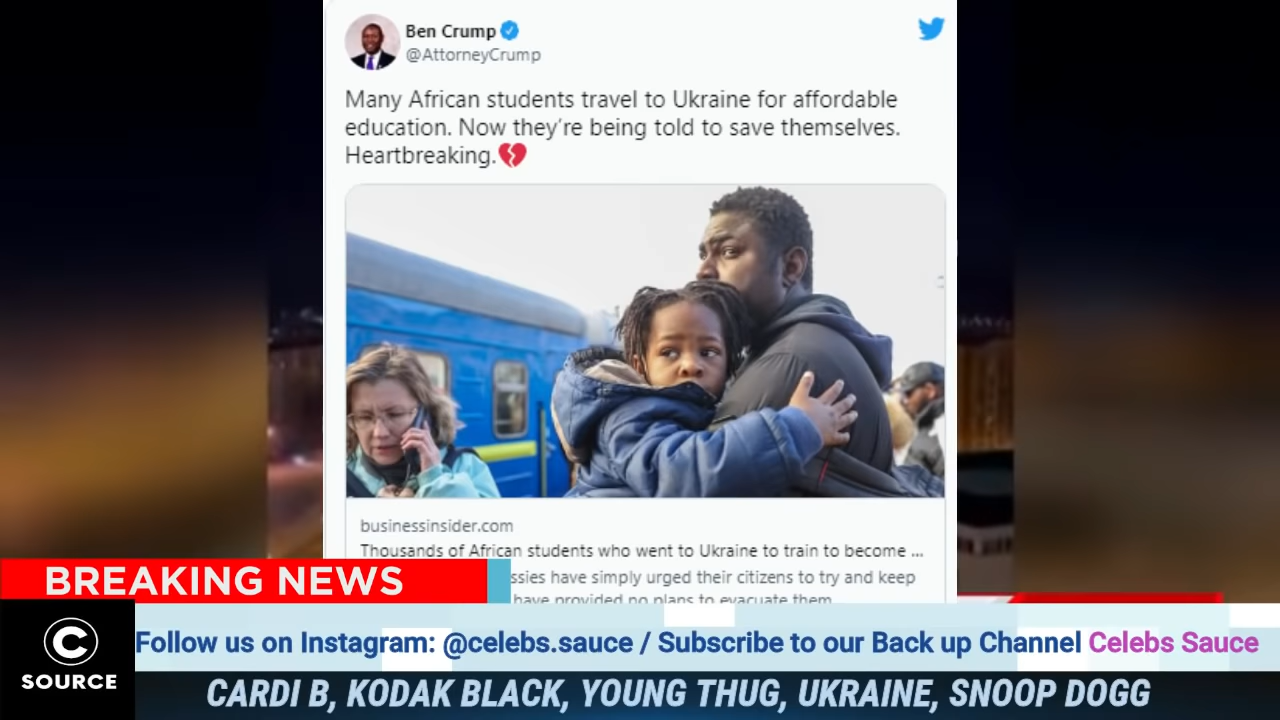 Ben Crump
@AttorneyCrump
Many African students travel to Ukraine for affordable
education. Now they're being told to save themselves.
Heartbreaking.💔
businessinsider.com
Thousands of African students who went to Ukraine to train to become ...
ssies have simply urged their citizens to try and keep
have provided no plans to evacuate them
BREAKING NEWS
C
SOURCE
Follow us on Instagram: @celebs.sauce / Subscribe to our Back up Channel Celebs Sauce
CARDI B, KODAK BLACK, YOUNG THUG, UKRAINE, SNOOP DOGG